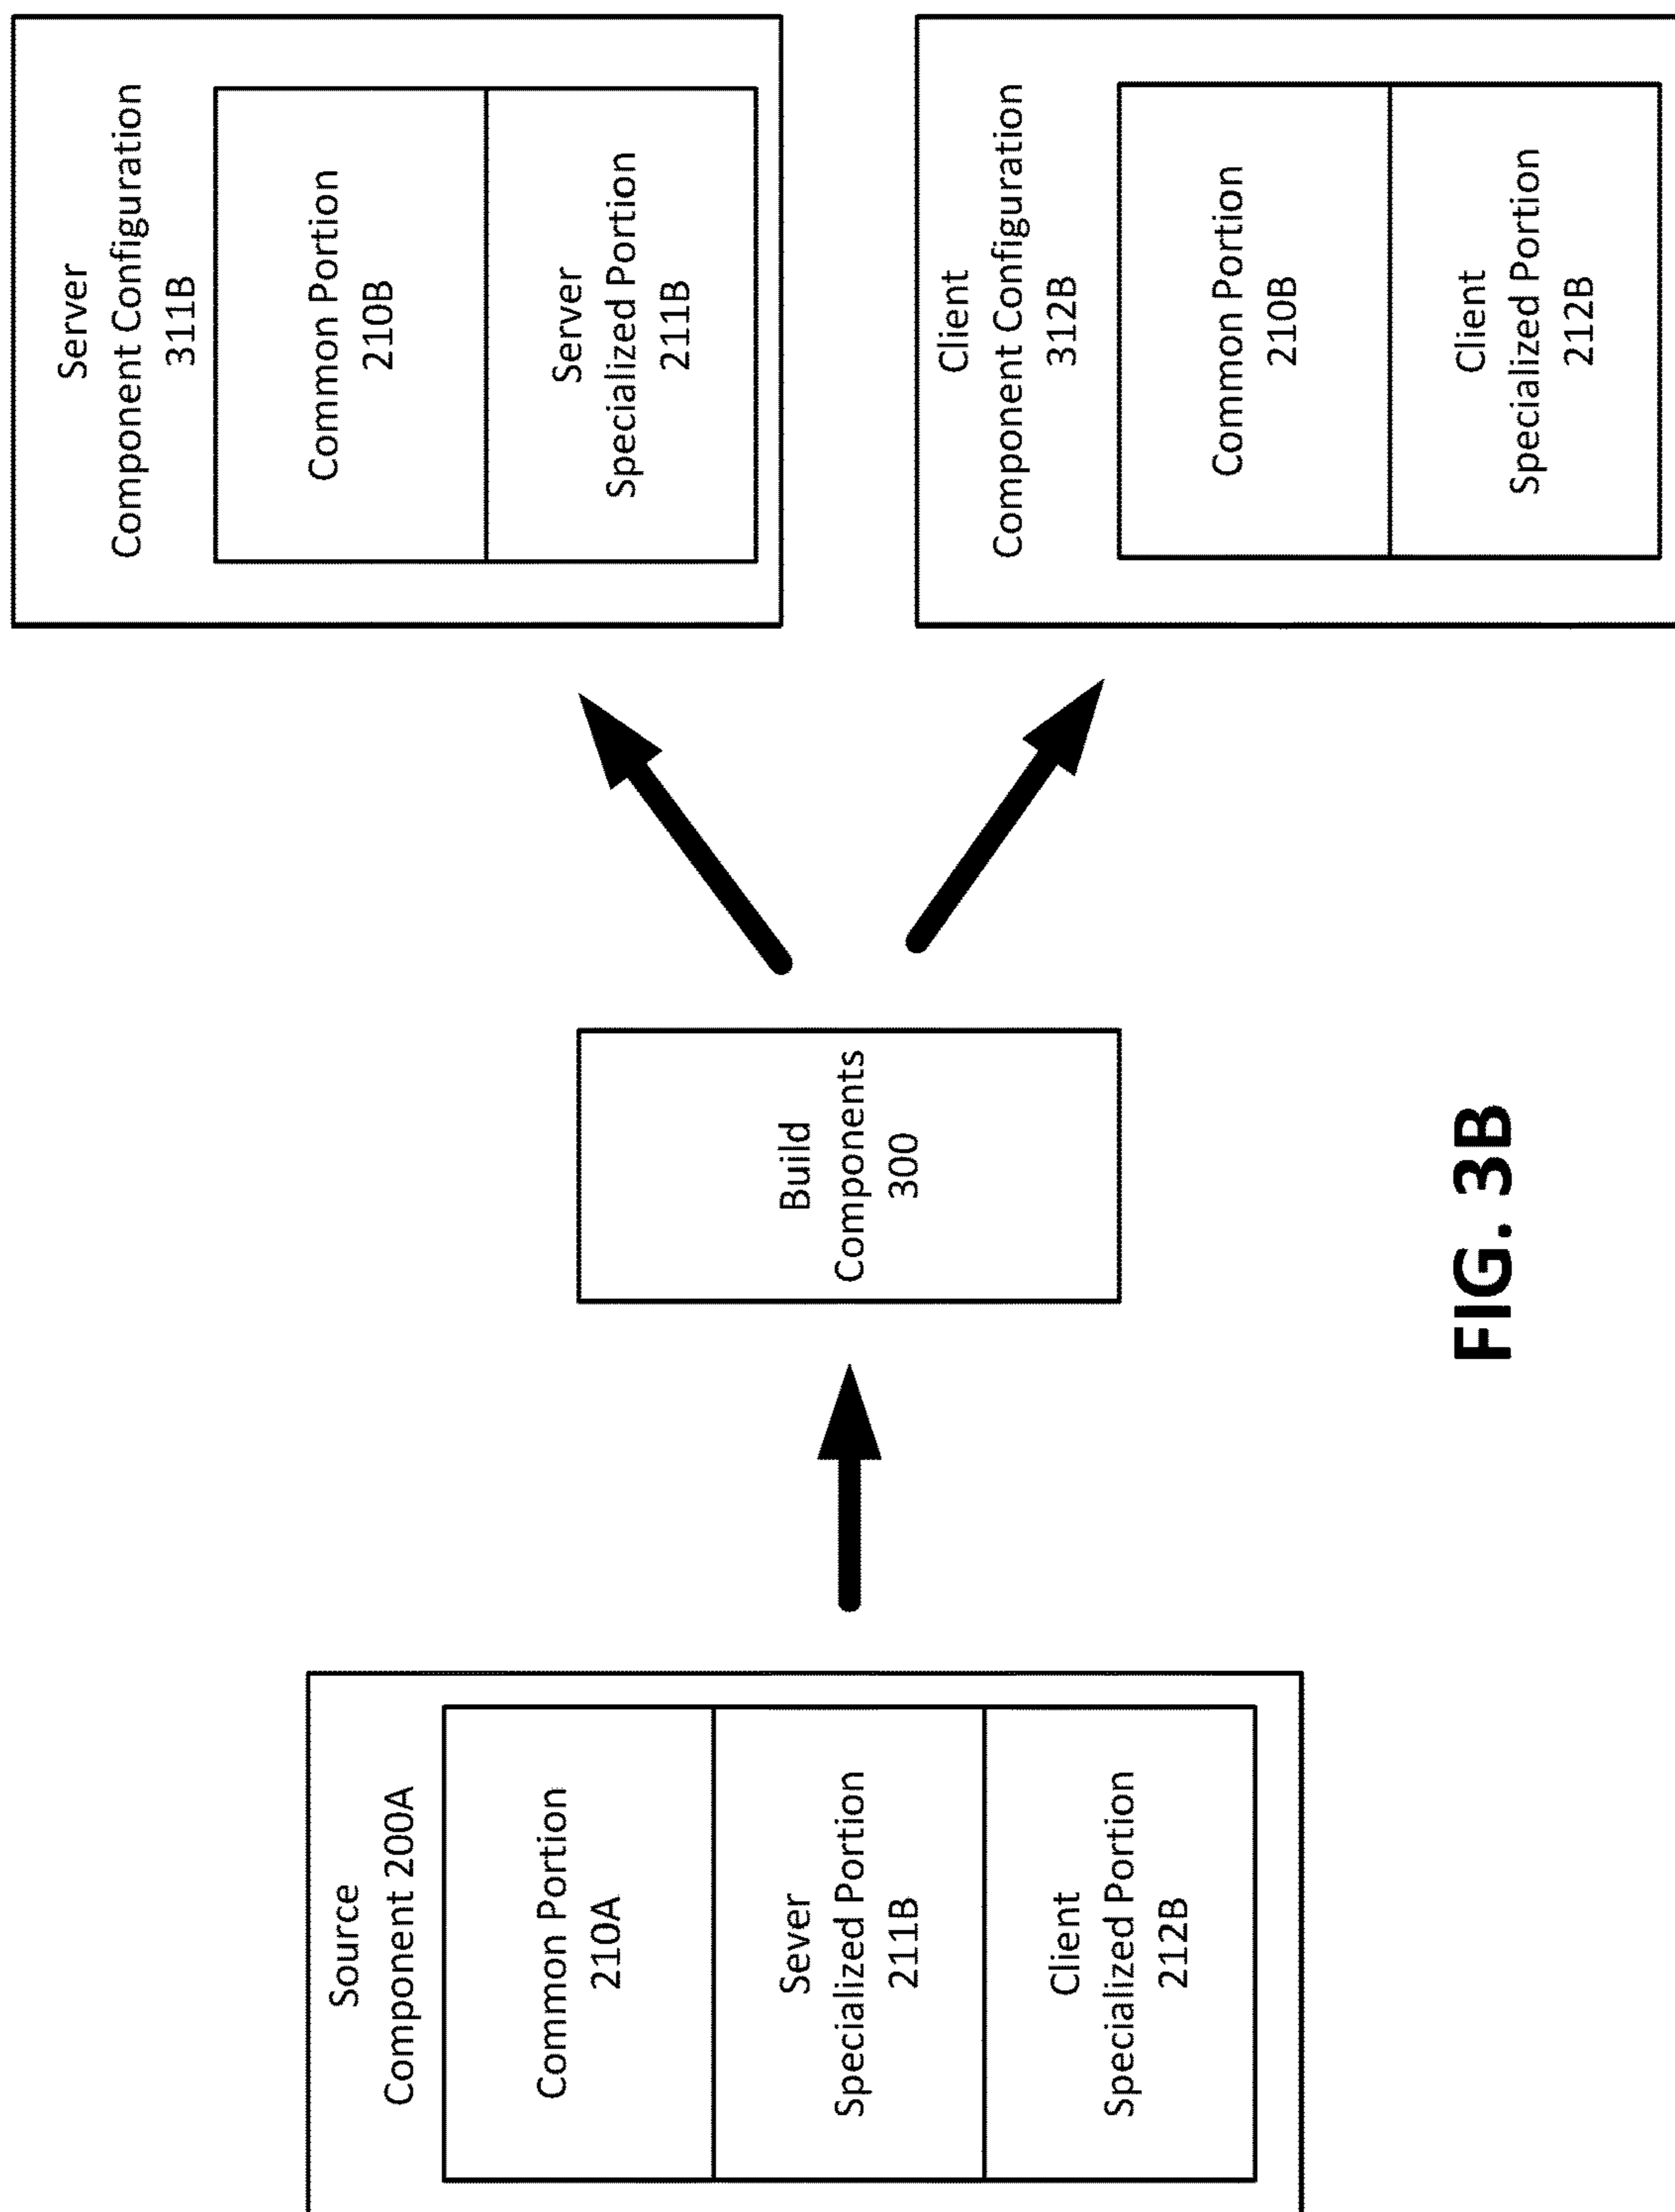 Source
Component 200A
Common Portion
210A
Sever
Specialized Portion
211B
Client
Specialized Portion
212B
Build
Components
300
Server
Component Configuration
311B
Common Portion
210B
Server
Specialized Portion
211B
Client
Component Configuration
312B
Common Portion
210B
Client
Specialized Portion
212B
FIG. 3B